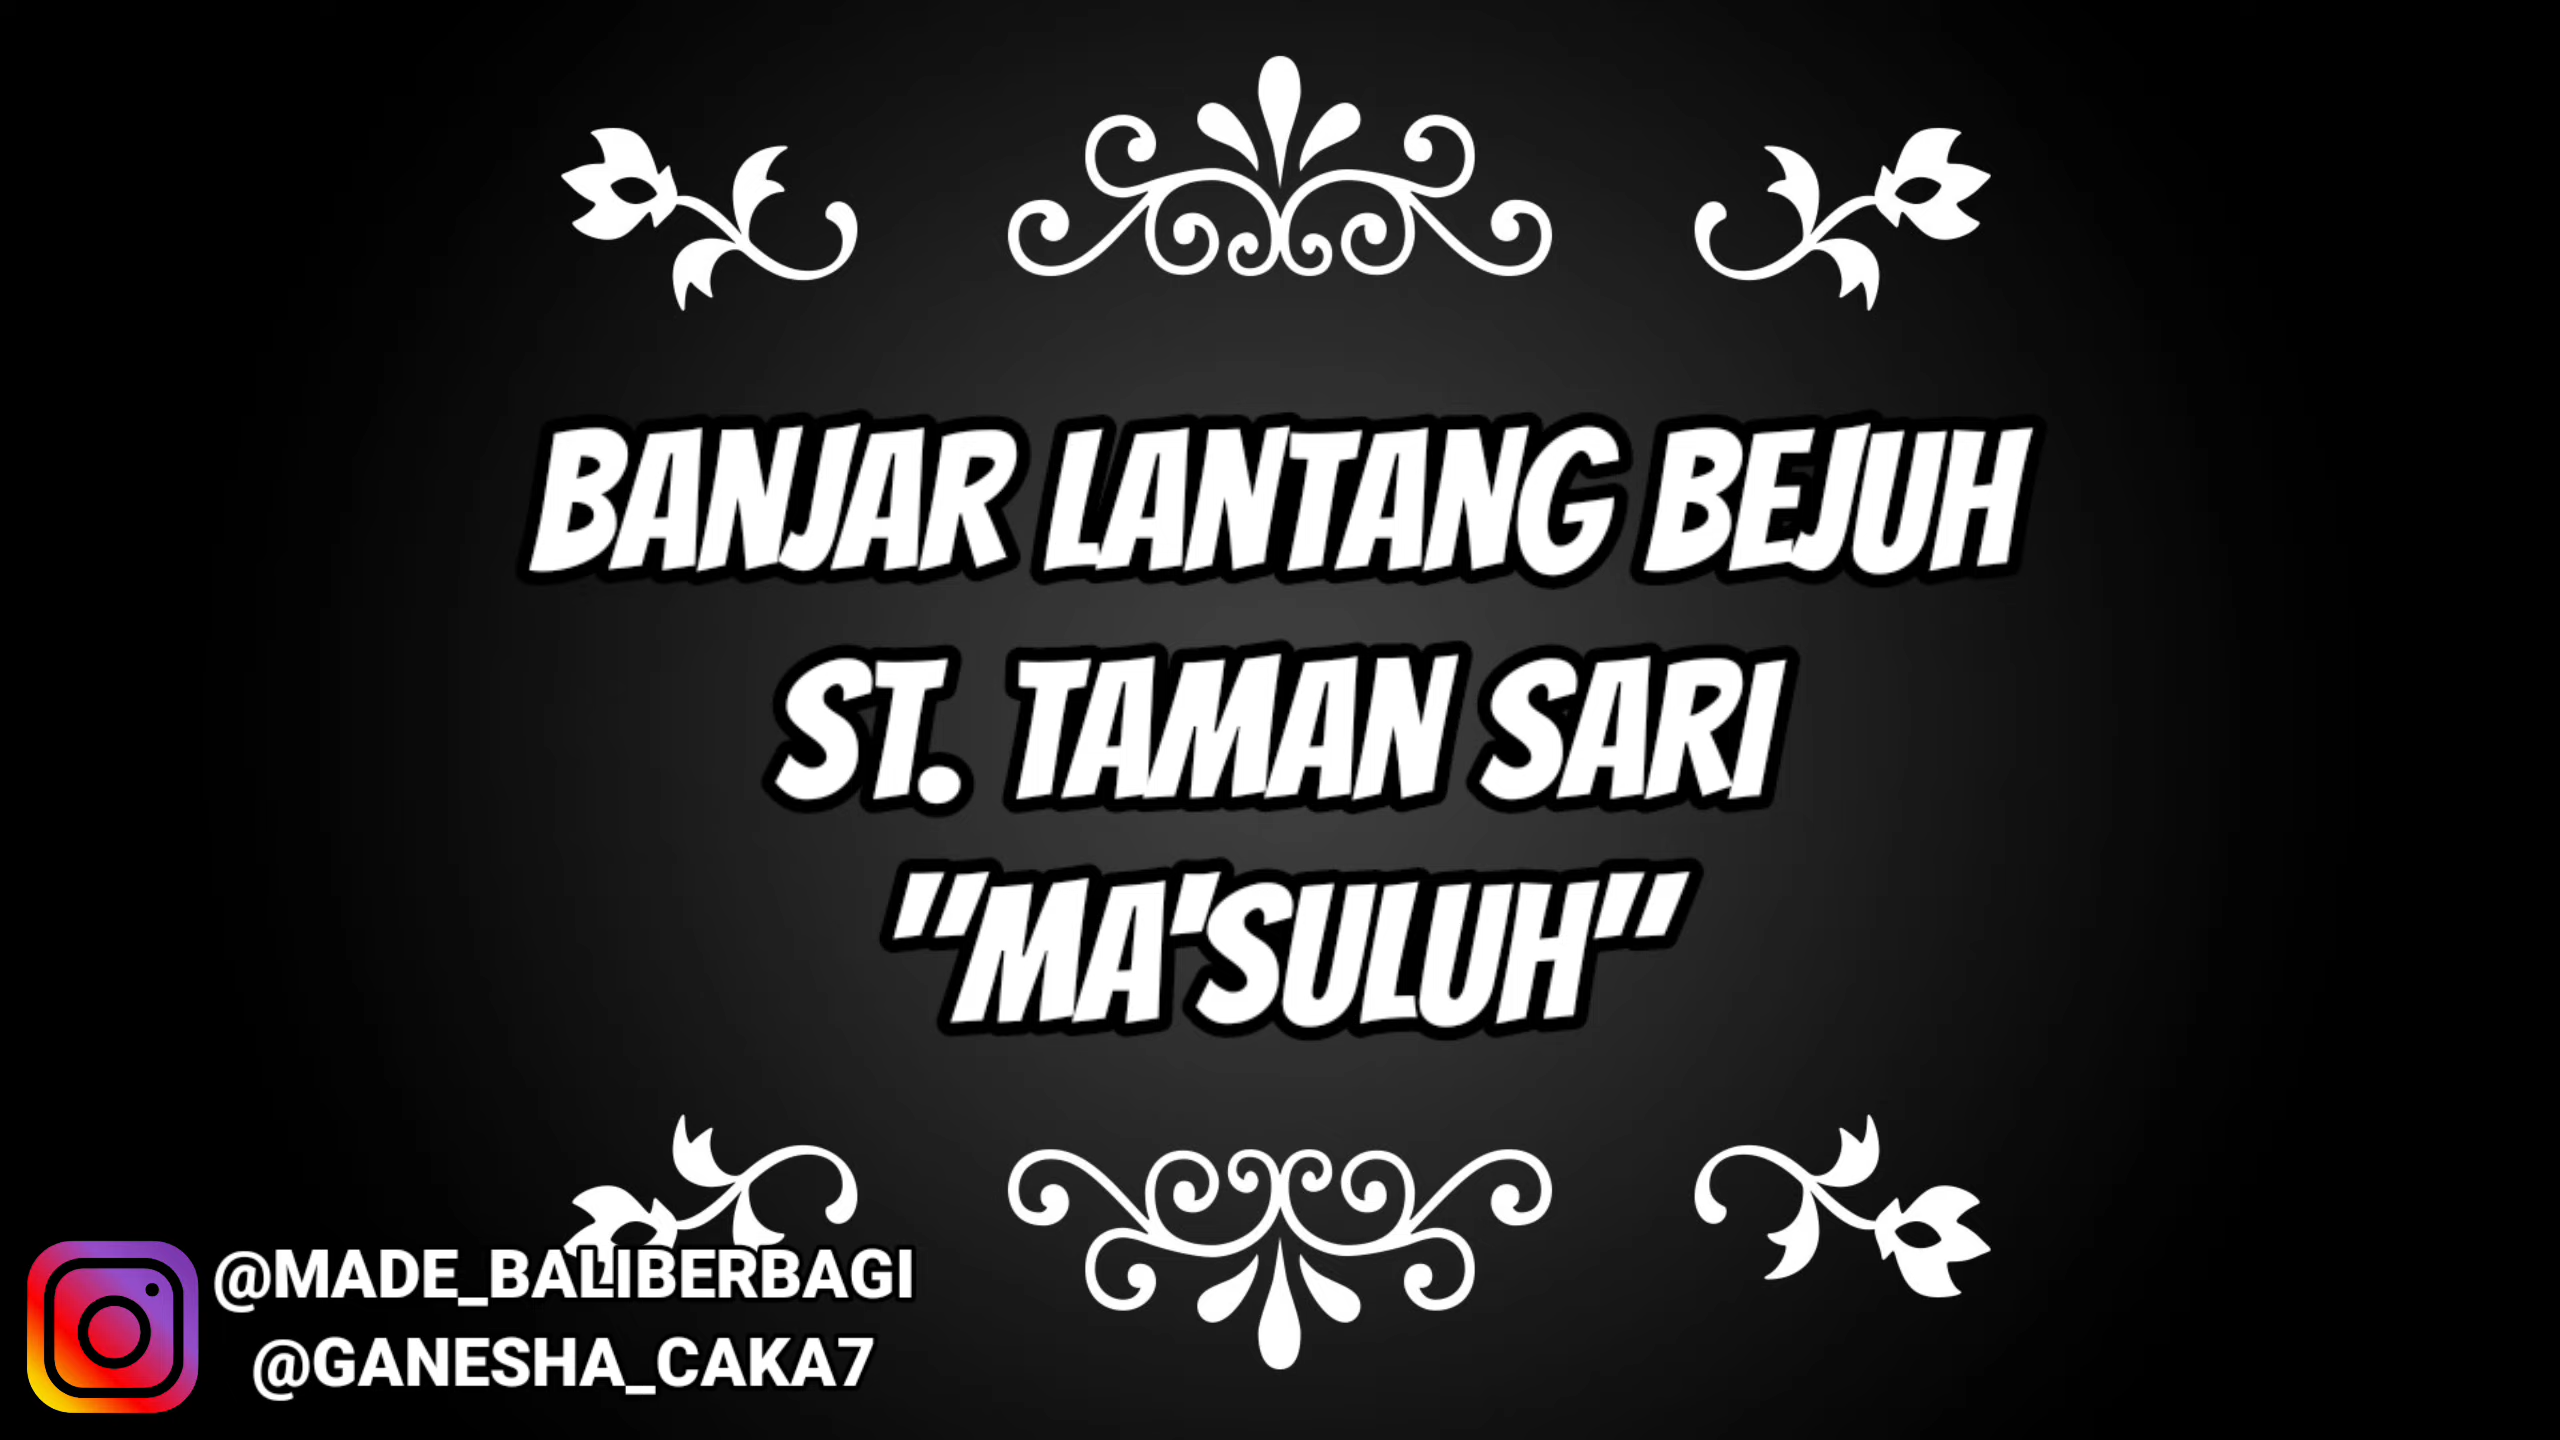 BANJAR LANTANG BEJUH
ST. TAMAN SARI
"MA'SULUH"
@MADE_BALIBERBAGI
@GANESHA_CAKA7